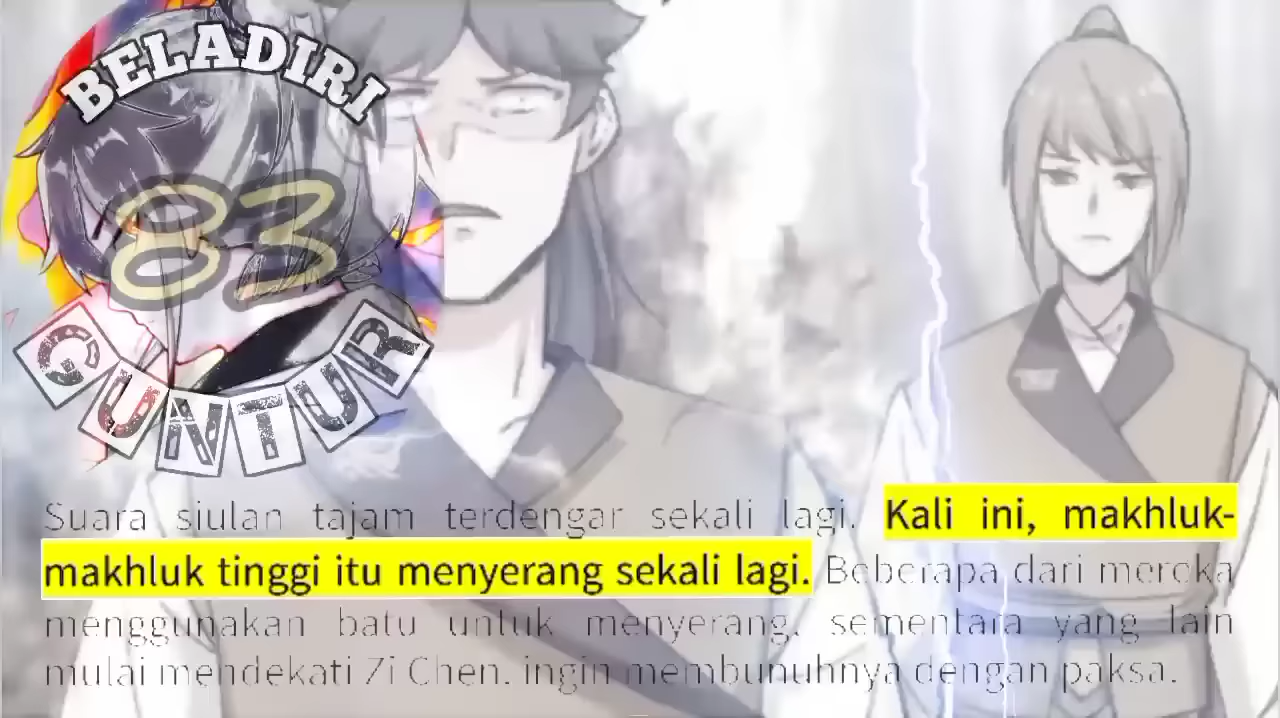 BELADIRI
83
GUNTUR
Suara siulan tajam terdengar sekali lagi. Kali ini, makhluk-
makhluk tinggi itu menyerang sekali lagi. Beberapa dari mereka
menggunakan batu untuk menyerang, sementara yang lain
mulai mendekati Zi Chen, ingin membunuhnya dengan paksa.